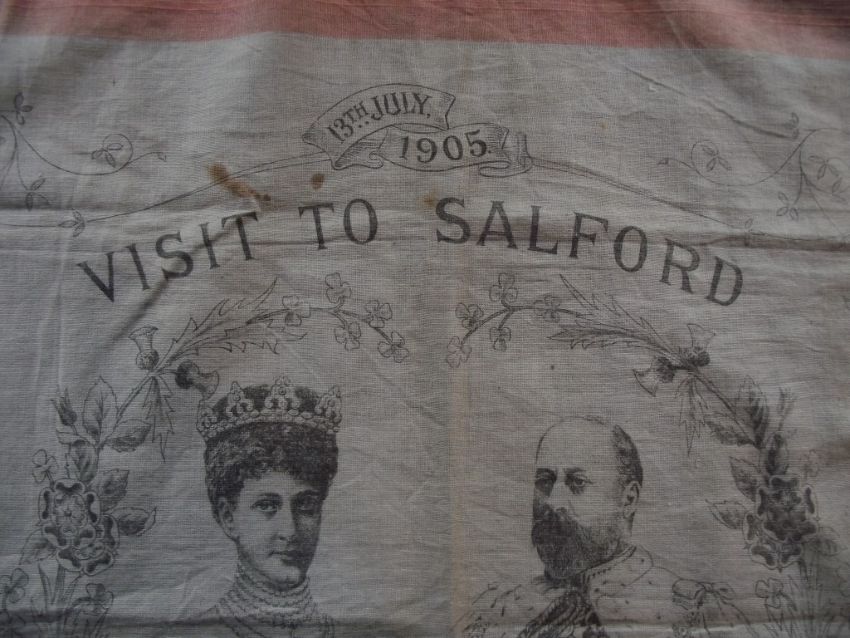 13TH JULY,
1905.
VISIT TO SALFORD